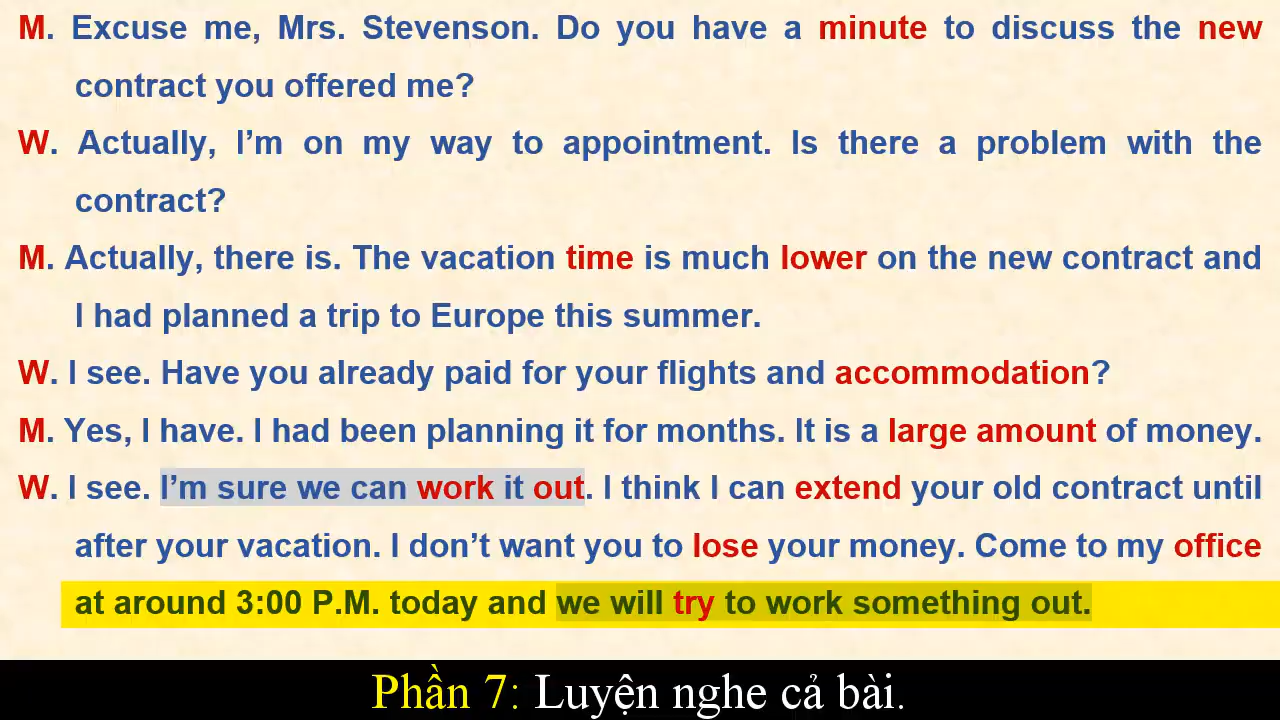 M. Excuse me, Mrs. Stevenson. Do you have a minute to discuss the new
contract you offered me?
W. Actually, I’m on my way to appointment. Is there a problem with the
contract?
M. Actually, there is. The vacation time is much lower on the new contract and
I had planned a trip to Europe this summer.
W. I see. Have you already paid for your flights and accommodation?
M. Yes, I have. I had been planning it for months. It is a large amount of money.
W. I see. I’m sure we can work it out. I think I can extend your old contract until
after your vacation. I don’t want you to lose your money. Come to my office
at around 3:00 P.M. today and we will try to work something out.
Phần 7: Luyện nghe cả bài.